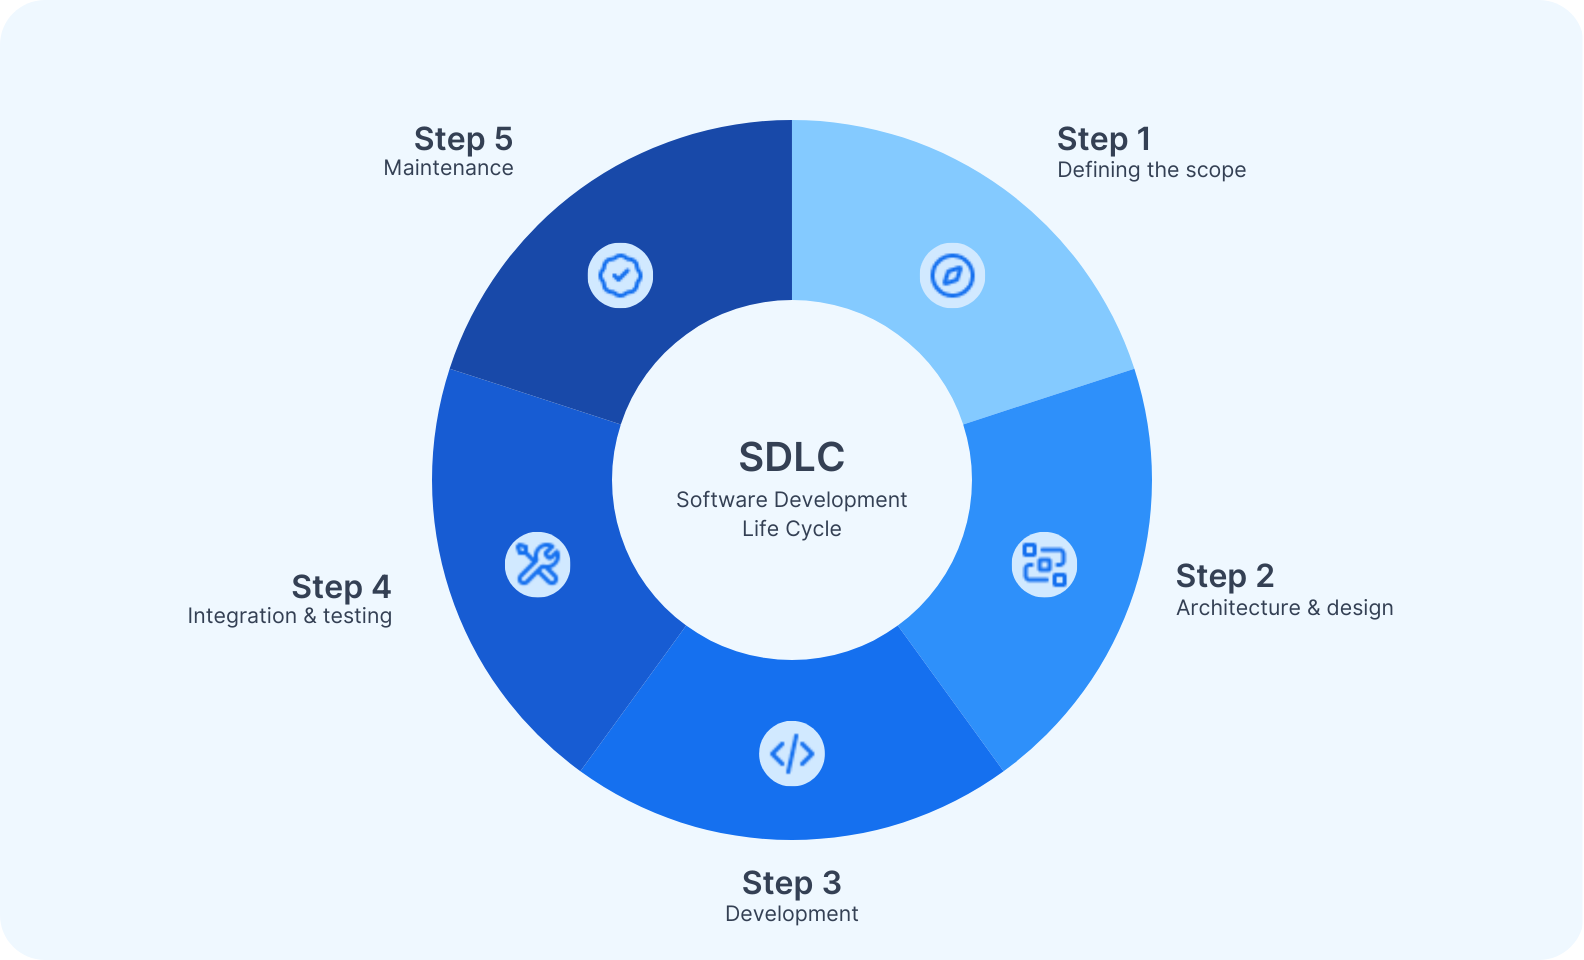 SDLC
Software Development
Life Cycle
Step 1
Defining the scope
Step 2
Architecture & design
Step 3
Development
Step 4
Integration & testing
Step 5
Maintenance